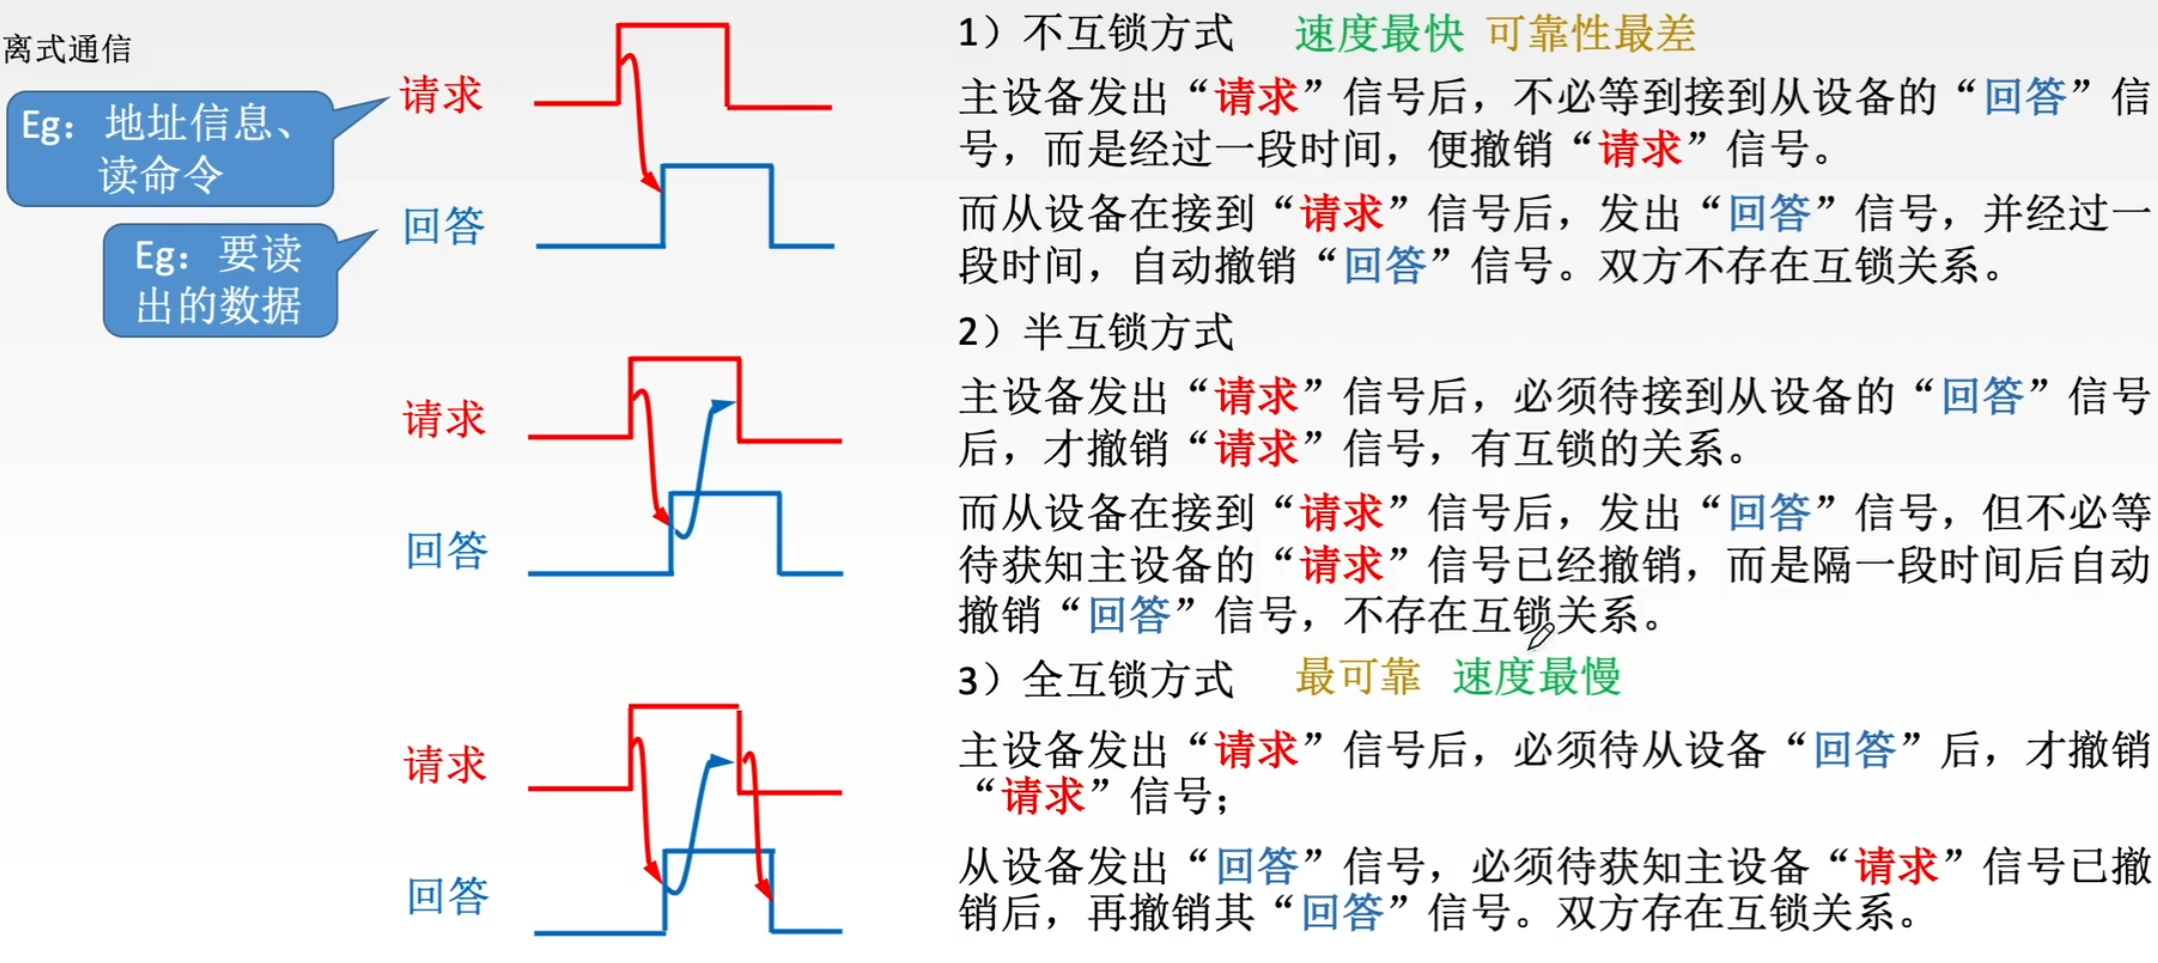 离式通信
Eg：地址信息、
读命令
Eg：要读
出的数据
请求
回答
请求
回答
请求
回答
1）不互锁方式 速度最快 可靠性最差
主设备发出“请求”信号后，不必等到接到从设备的“回答”信
号，而是经过一段时间，便撤销“请求”信号。
而从设备在接到“请求”信号后，发出“回答”信号，并经过一
段时间，自动撤销“回答”信号。双方不存在互锁关系。
2）半互锁方式
主设备发出“请求”信号后，必须待接到从设备的“回答”信号
后，才撤销“请求”信号，有互锁的关系。
而从设备在接到“请求”信号后，发出“回答”信号，但不必等
待获知主设备的“请求”信号已经撤销，而是隔一段时间后自动
撤销“回答”信号，不存在互锁关系。
3）全互锁方式 最可靠 速度最慢
主设备发出“请求”信号后，必须待从设备“回答”后，才撤销
“请求”信号；
从设备发出“回答”信号，必须待获知主设备“请求”信号已撤
销后，再撤销其“回答”信号。双方存在互锁关系。